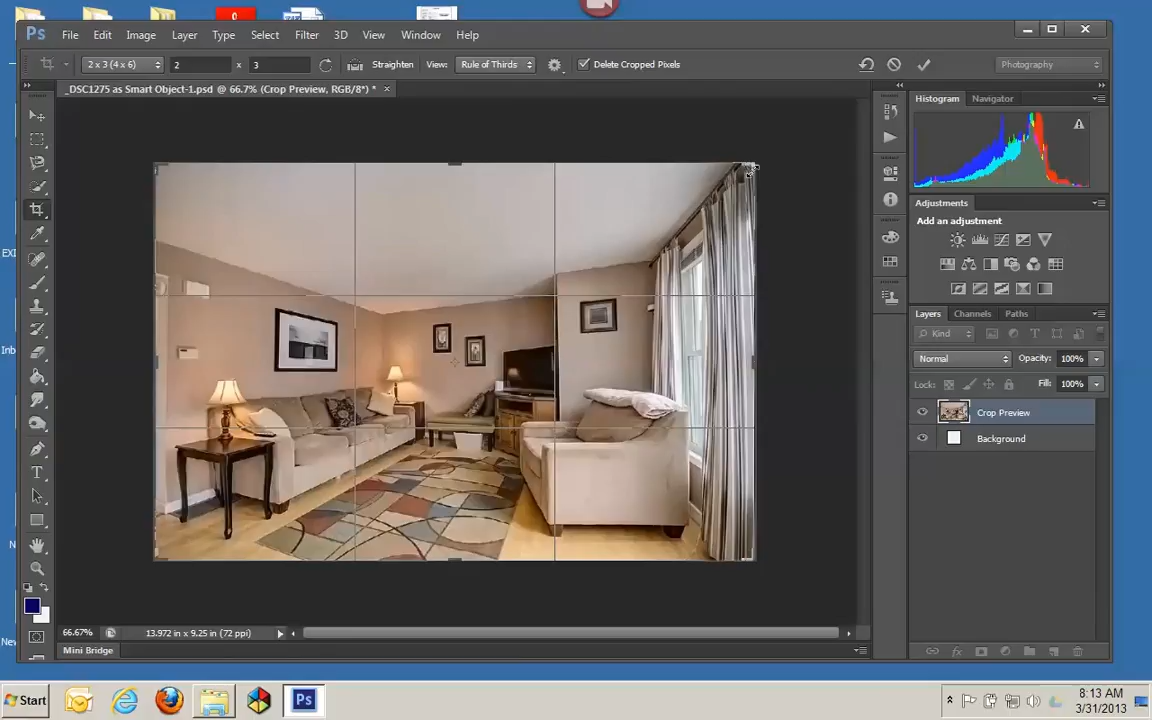 Ps File Edit Image Layer Type Select Filter 3D View Window Help
2 x 3 (4 x 6) 2 x 3 Straighten View: Rule of Thirds Delete Cropped Pixels Photography
_DSC1275 as Smart Object-1.psd @ 66.7% (Crop Preview, RGB/8*) * ×
Histogram Navigator
Adjustments
Add an adjustment
Layers Channels Paths
Kind
Normal Opacity: 100%
Lock: Fill: 100%
Crop Preview
Background
EXI
Inb
N
New
66.67% 13.972 in x 9.25 in (72 ppi)
Mini Bridge
Start Ps 8:13 AM
3/31/2013